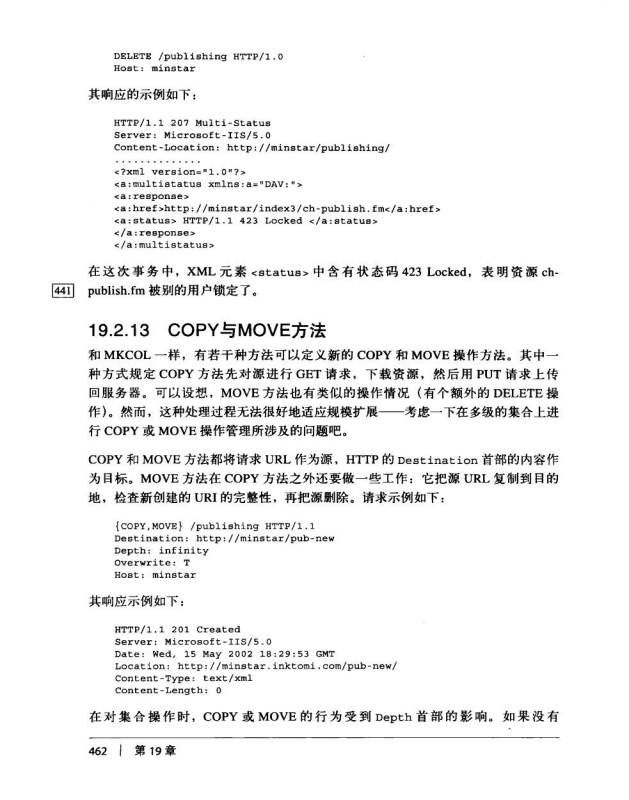 DELETE /publishing HTTP/1.0
Host: minstar
其响应的示例如下：
HTTP/1.1 207 Multi-Status
Server: Microsoft-IIS/5.0
Content-Location: http://minstar/publishing/
..............
<?xml version="1.0"?>
<a:multistatus xmlns:a="DAV:">
<a:response>
<a:href>http://minstar/index3/ch-publish.fm</a:href>
<a:status> HTTP/1.1 423 Locked </a:status>
</a:response>
</a:multistatus>
在这次事务中，XML 元素 <status> 中含有状态码 423 Locked，表明资源 ch-
441 publish.fm 被别的用户锁定了。
19.2.13 COPY与MOVE方法
和 MKCOL 一样，有若干种方法可以定义新的 COPY 和 MOVE 操作方法。其中一
种方式规定 COPY 方法先对源进行 GET 请求，下载资源，然后用 PUT 请求上传
回服务器。可以设想，MOVE 方法也有类似的操作情况（有个额外的 DELETE 操
作）。然而，这种处理过程无法很好地适应规模扩展——考虑一下在多级的集合上进
行 COPY 或 MOVE 操作管理所涉及的问题吧。
COPY 和 MOVE 方法都将请求 URL 作为源，HTTP 的 Destination 首部的内容作
为目标。MOVE 方法在 COPY 方法之外还要做一些工作：它把源 URL 复制到目的
地，检查新创建的 URI 的完整性，再把源删除。请求示例如下：
{COPY,MOVE} /publishing HTTP/1.1
Destination: http://minstar/pub-new
Depth: infinity
Overwrite: T
Host: minstar
其响应示例如下：
HTTP/1.1 201 Created
Server: Microsoft-IIS/5.0
Date: Wed, 15 May 2002 18:29:53 GMT
Location: http://minstar.inktomi.com/pub-new/
Content-Type: text/xml
Content-Length: 0
在对集合操作时，COPY 或 MOVE 的行为受到 Depth 首部的影响。如果没有
462 | 第 19 章